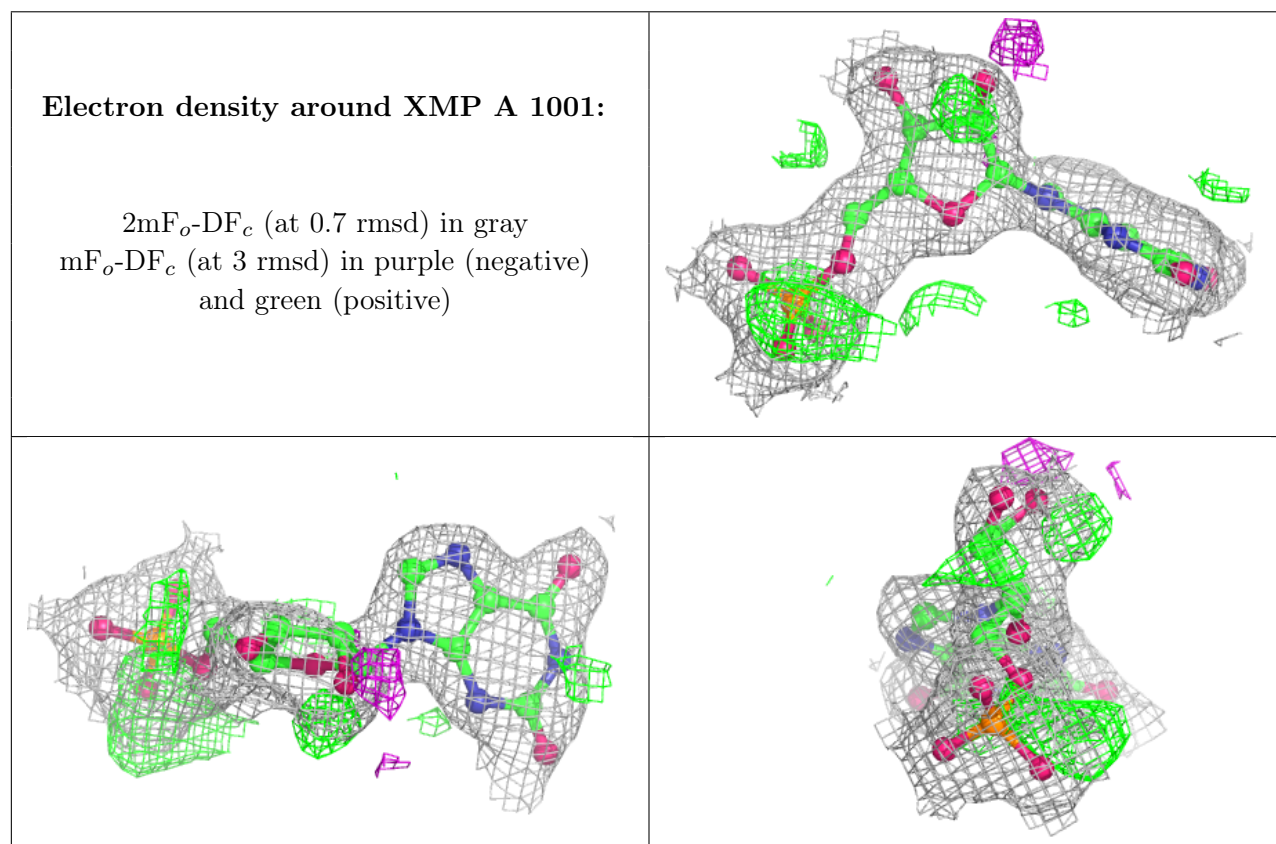 Electron density around XMP A 1001:
2mFo-DFc (at 0.7 rmsd) in gray
mFo-DFc (at 3 rmsd) in purple (negative)
and green (positive)